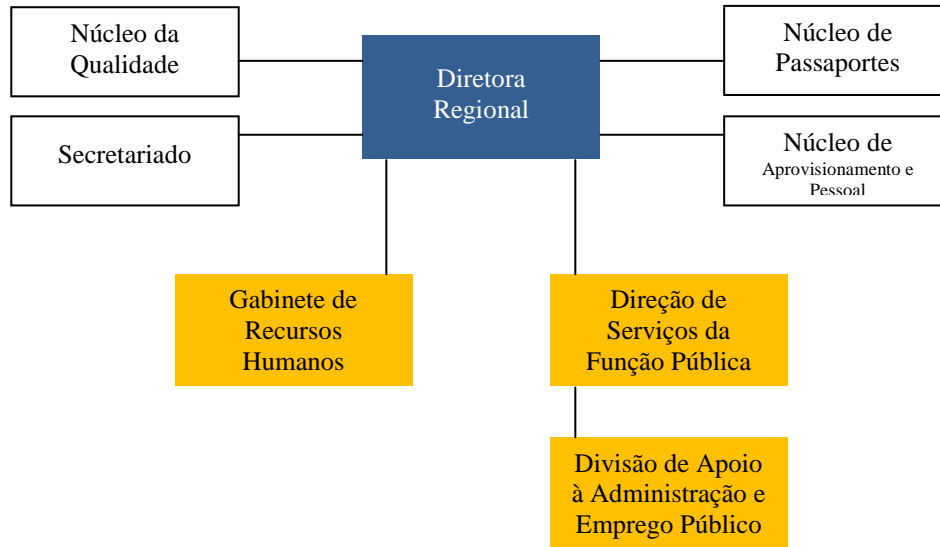 Núcleo da
Qualidade
Diretora
Regional
Núcleo de
Passaportes
Secretariado
Núcleo de
Aprovisionamento e
Pessoal
Gabinete de
Recursos
Humanos
Direção de
Serviços da
Função Pública
Divisão de Apoio
à Administração e
Emprego Público